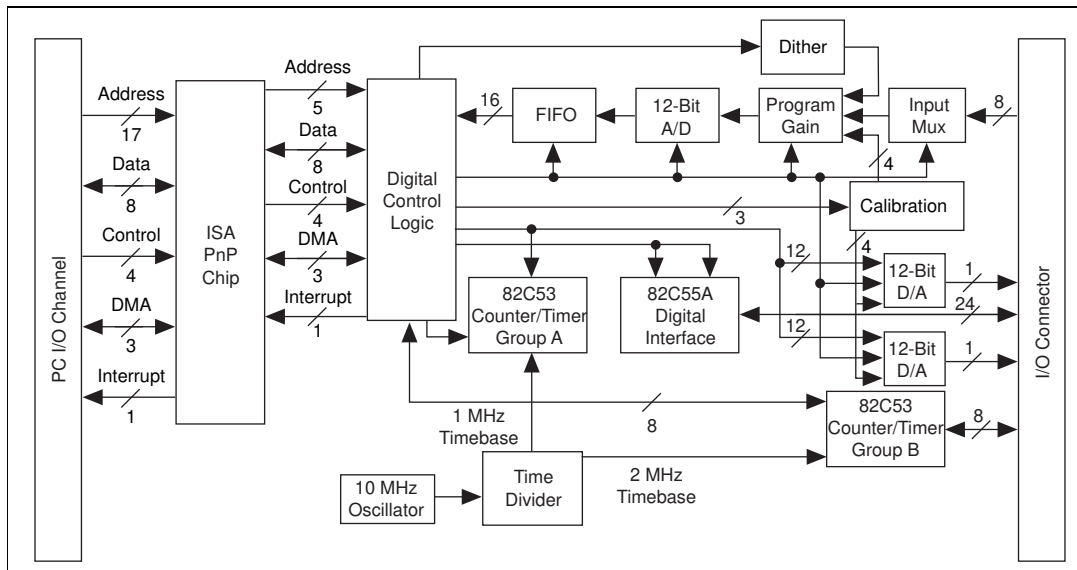 PC I/O Channel
Address
17
Data
8
Control
4
DMA
3
Interrupt
1
ISA
PnP
Chip
Address
5
Data
8
Control
4
DMA
3
Interrupt
1
Digital
Control
Logic
Dither
16
FIFO
12-Bit
A/D
Program
Gain
Input
Mux
8
4
3
Calibration
4
12
12-Bit
D/A
1
82C53
Counter/Timer
Group A
82C55A
Digital
Interface
24
12
12-Bit
D/A
1
8
82C53
Counter/Timer
Group B
8
1 MHz
Timebase
10 MHz
Oscillator
Time
Divider
2 MHz
Timebase
I/O Connector